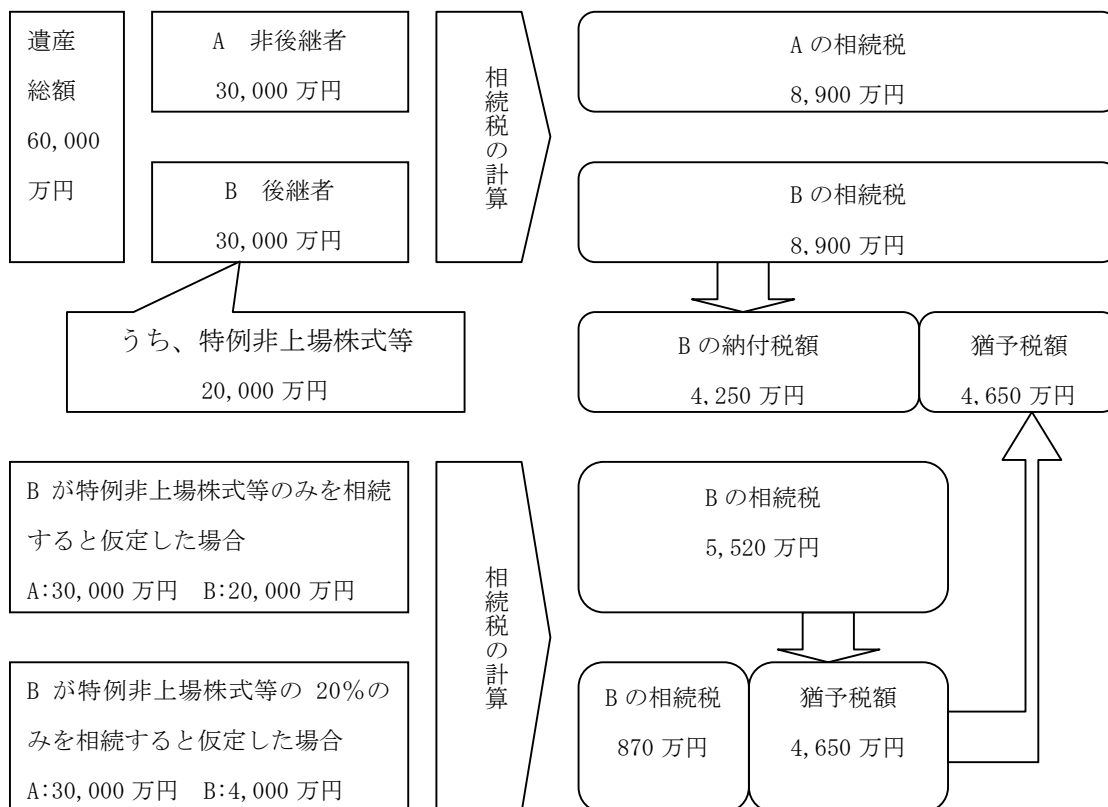 遺産
総額
60,000
万円
A　非後継者
30,000 万円
B　後継者
30,000 万円
うち、特例非上場株式等
20,000 万円
相続税の計算
A の相続税
8,900 万円
B の相続税
8,900 万円
B の納付税額
4,250 万円
猶予税額
4,650 万円
B が特例非上場株式等のみを相続
すると仮定した場合
A:30,000 万円　B:20,000 万円
B が特例非上場株式等の 20％の
みを相続すると仮定した場合
A:30,000 万円　B:4,000 万円
相続税の計算
B の相続税
5,520 万円
B の相続税
870 万円
猶予税額
4,650 万円